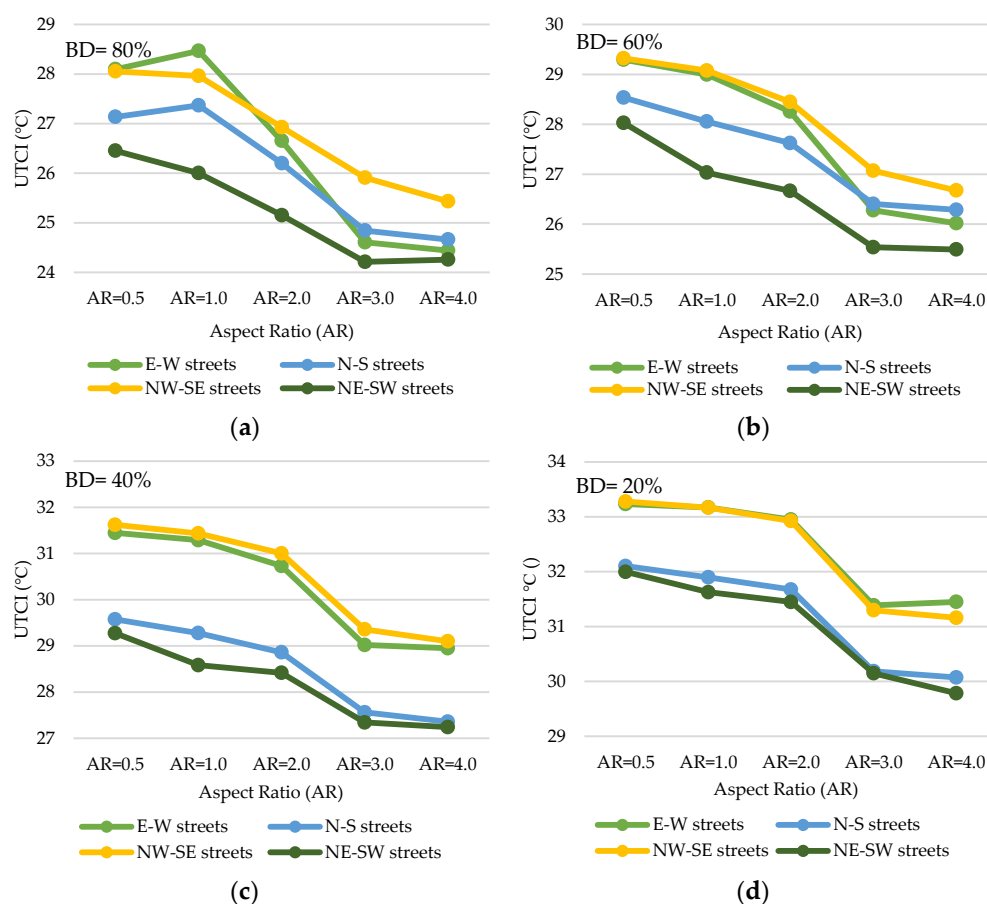 29
BD= 80%
28
27
26
25
24
UTCI (°C)
AR=0.5 AR=1.0 AR=2.0 AR=3.0 AR=4.0
Aspect Ratio (AR)
E-W streets N-S streets
NW-SE streets NE-SW streets
(a)
30
BD= 60%
29
28
27
26
25
UTCI (°C)
AR=0.5 AR=1.0 AR=2.0 AR=3.0 AR=4.0
Aspect Ratio (AR)
E-W streets N-S streets
NW-SE streets NE-SW streets
(b)
33
BD= 40%
32
31
30
29
28
27
UTCI (°C)
AR=0.5 AR=1.0 AR=2.0 AR=3.0 AR=4.0
Aspect Ratio (AR)
E-W streets N-S streets
NW-SE streets NE-SW streets
(c)
34
BD= 20%
33
32
31
30
29
UTCI °C ()
AR=0.5 AR=1.0 AR=2.0 AR=3.0 AR=4.0
Aspect Ratio (AR)
E-W streets N-S streets
NW-SE streets NE-SW streets
(d)